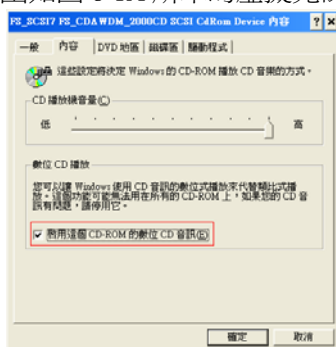 FS_SCSI7 FS_CDAWDM_2000CD SCSI CdRom Device 內容
一般 內容 DVD 地區 磁碟區 驅動程式
這些設定將決定 Windows 的 CD-ROM 播放 CD 音樂的方式。
CD 播放機音量(C)
低 高
數位 CD 播放
您可以讓 Windows 使用 CD 音訊的數位式播放來代替類比式播
放。這個功能可能無法用在所有的 CD-ROM 上，如果您的 CD 音
訊有問題，請停用它。
啟用這個 CD-ROM 的數位 CD 音訊(E)
確定 取消